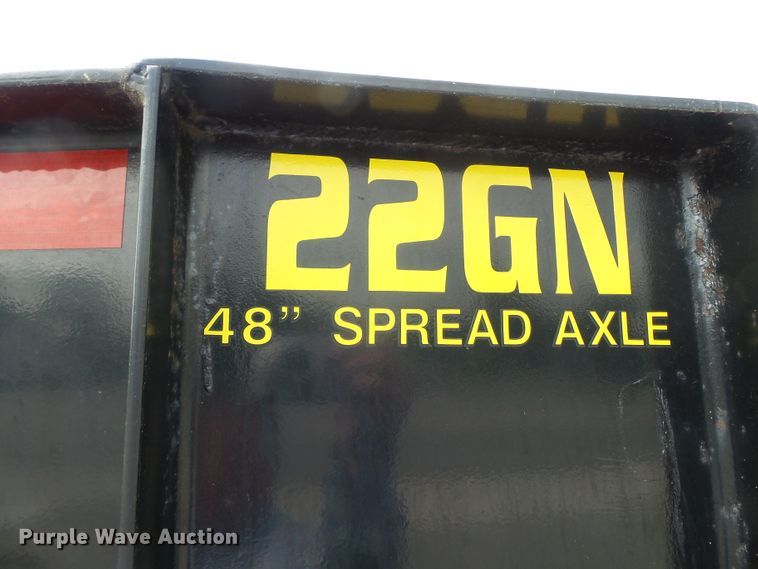 22GN
48” SPREAD AXLE
Purple Wave Auction®